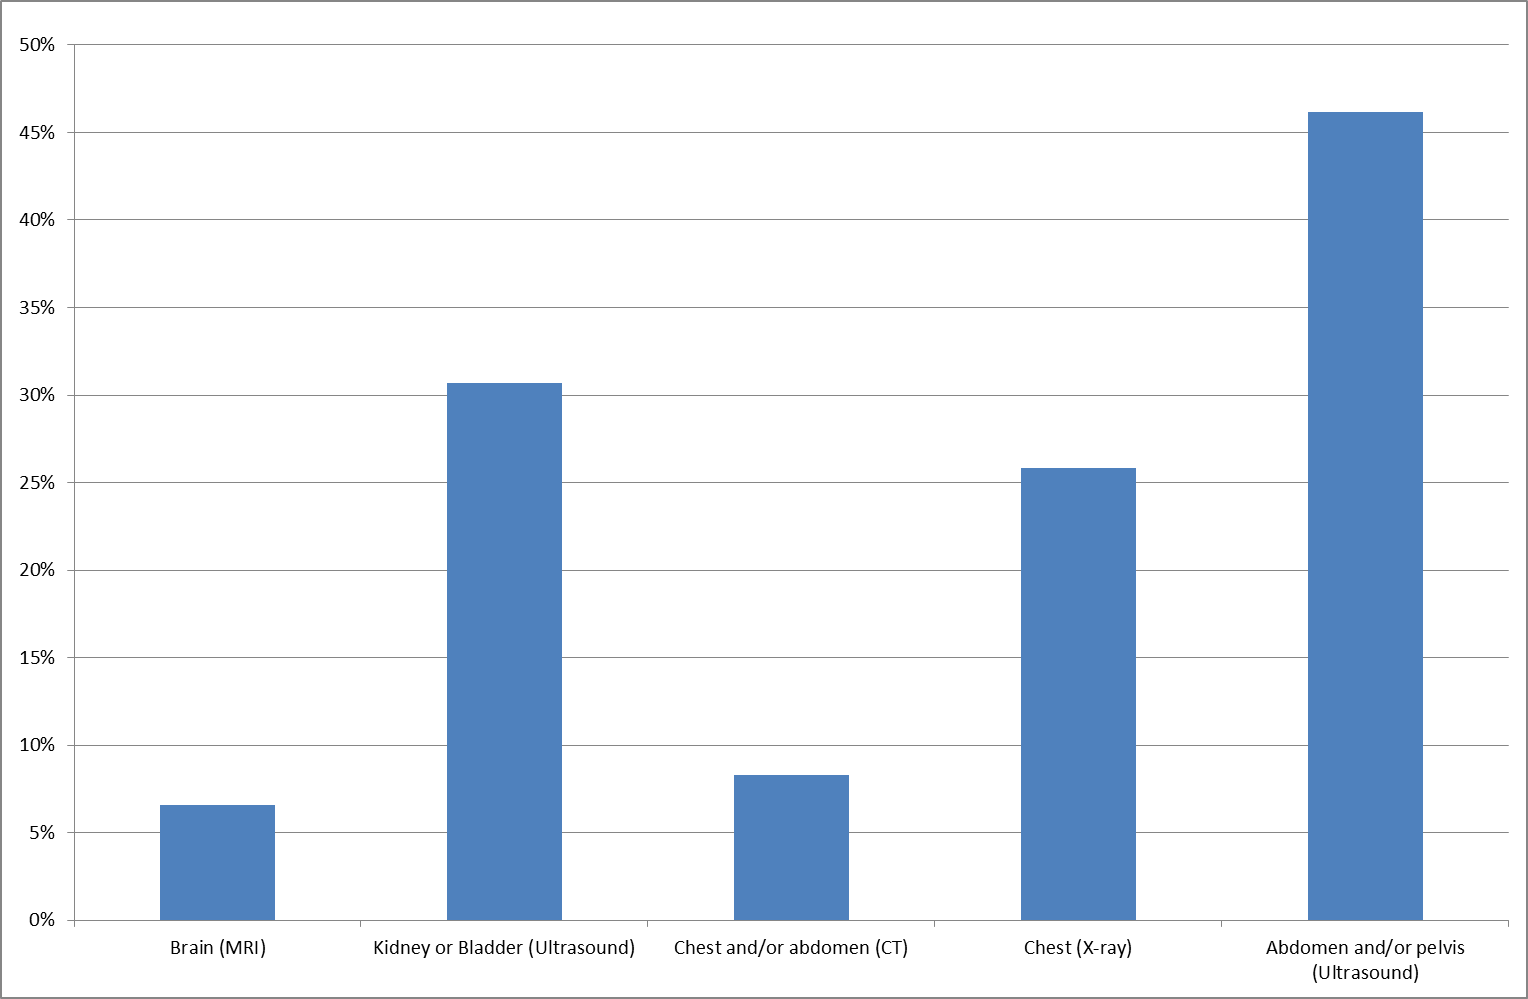 50%
45%
40%
35%
30%
25%
20%
15%
10%
5%
0%
Brain (MRI)
Kidney or Bladder (Ultrasound)
Chest and/or abdomen (CT)
Chest (X-ray)
Abdomen and/or pelvis
(Ultrasound)